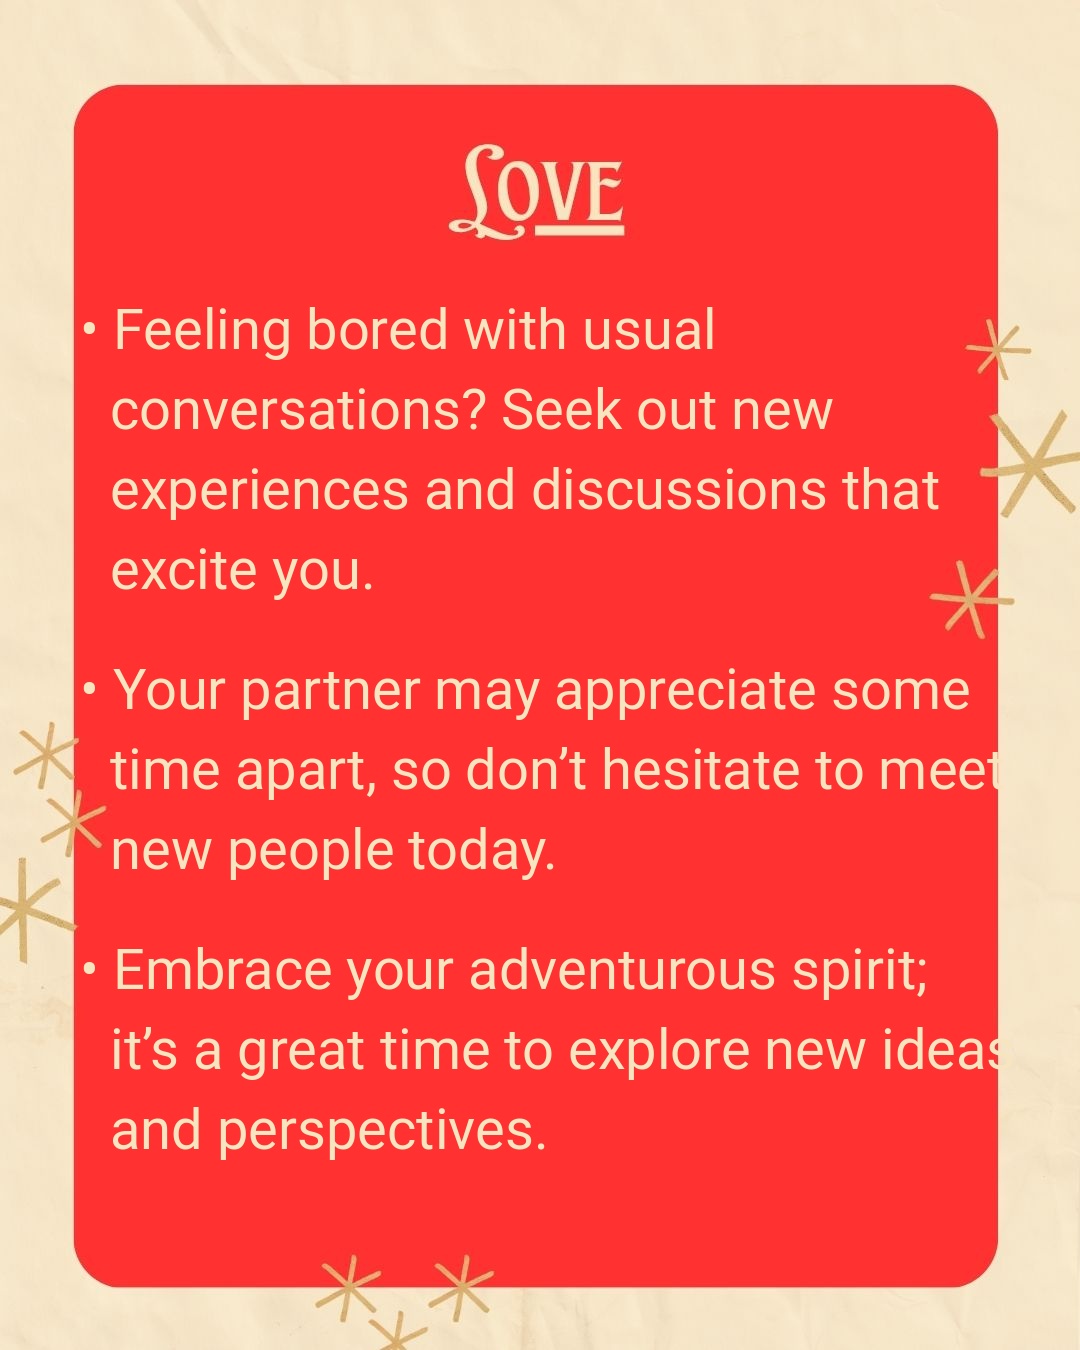 LOVE
• Feeling bored with usual
conversations? Seek out new
experiences and discussions that
excite you.
• Your partner may appreciate some
time apart, so don’t hesitate to meet
new people today.
• Embrace your adventurous spirit;
it’s a great time to explore new ideas
and perspectives.